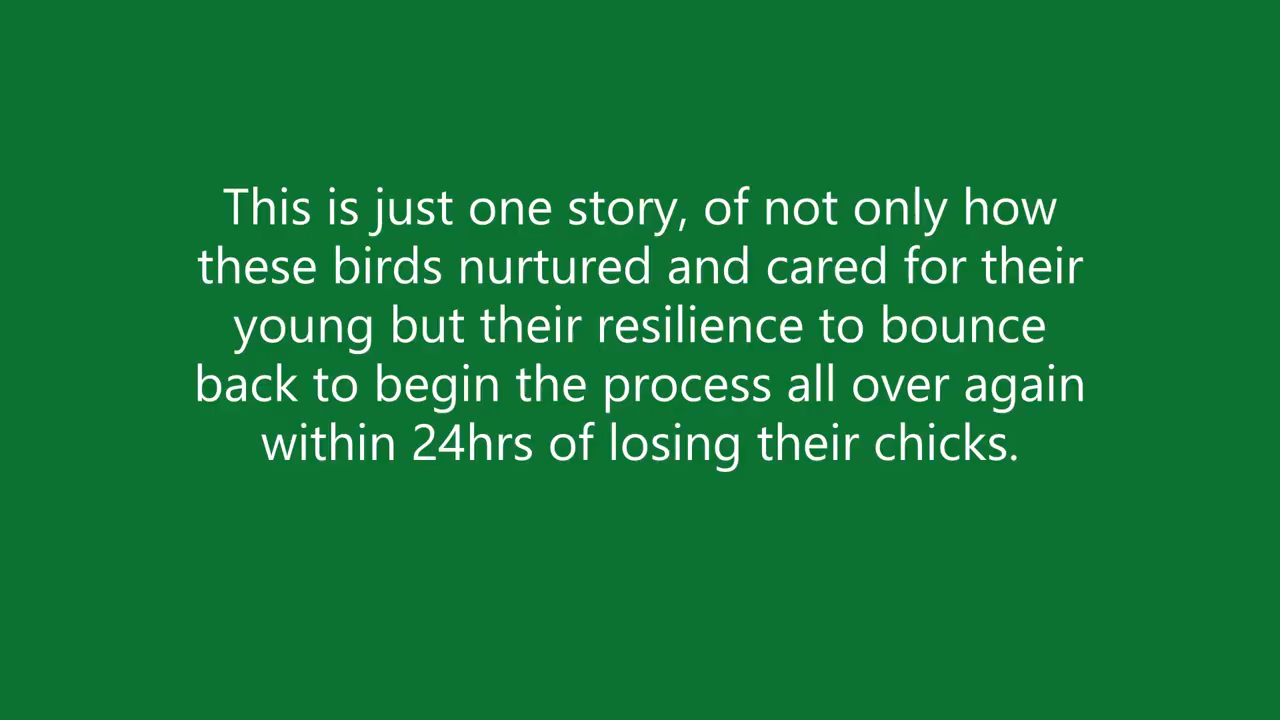 This is just one story, of not only how
these birds nurtured and cared for their
young but their resilience to bounce
back to begin the process all over again
within 24hrs of losing their chicks.